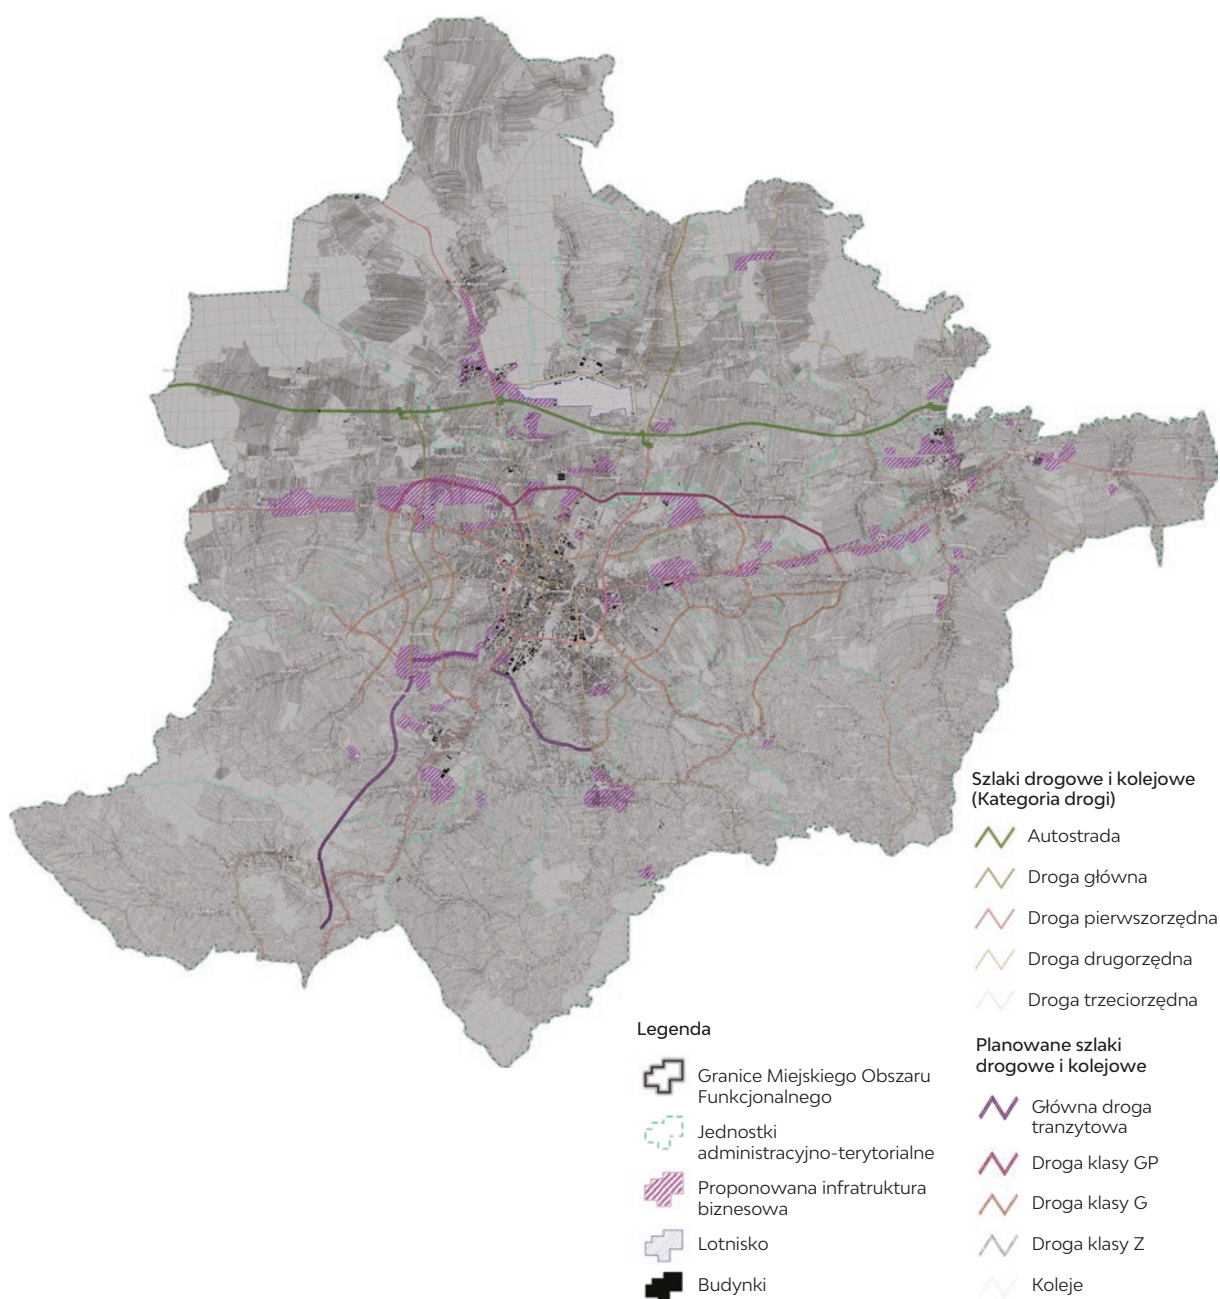 Szlaki drogowe i kolejowe
(Kategoria drogi)
Autostrada
Droga główna
Droga pierwszorzędna
Droga drugorzędna
Droga trzeciorzędna
Legenda
Granice Miejskiego Obszaru
Funkcjonalnego
Jednostki
administracyjno-terytorialne
Proponowana infratruktura
biznesowa
Lotnisko
Budynki
Planowane szlaki
drogowe i kolejowe
Główna droga
tranzytowa
Droga klasy GP
Droga klasy G
Droga klasy Z
Koleje